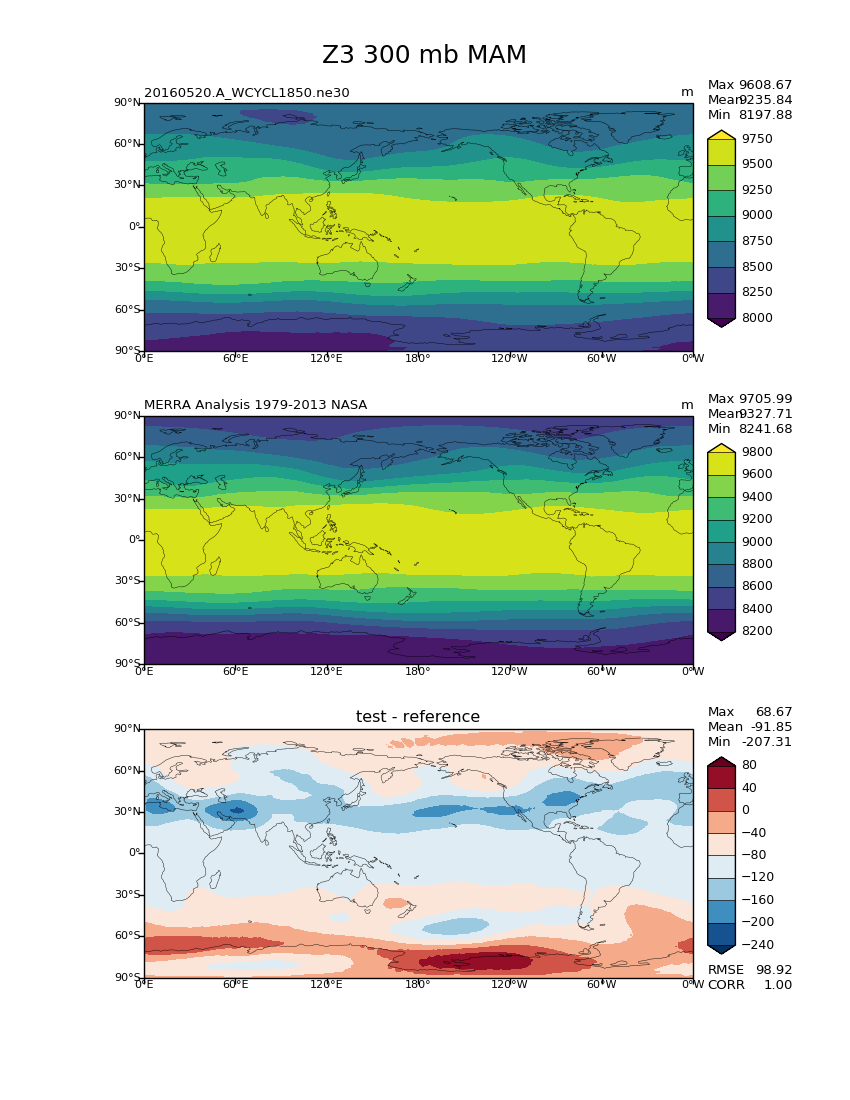 Z3 300 mb MAM
20160520.A_WCYCL1850.ne30
m
Max 9608.67
Mean 9235.84
Min 8197.88
90°N
60°N
30°N
0°
30°S
60°S
90°S
0°E 60°E 120°E 180° 120°W 60°W 0°W
9750
9500
9250
9000
8750
8500
8250
8000
MERRA Analysis 1979-2013 NASA
m
Max 9705.99
Mean 9327.71
Min 8241.68
90°N
60°N
30°N
0°
30°S
60°S
90°S
0°E 60°E 120°E 180° 120°W 60°W 0°W
9800
9600
9400
9200
9000
8800
8600
8400
8200
test - reference
Max 68.67
Mean -91.85
Min -207.31
90°N
60°N
30°N
0°
30°S
60°S
90°S
0°E 60°E 120°E 180° 120°W 60°W 0°W
80
40
0
−40
−80
−120
−160
−200
−240
RMSE 98.92
CORR 1.00